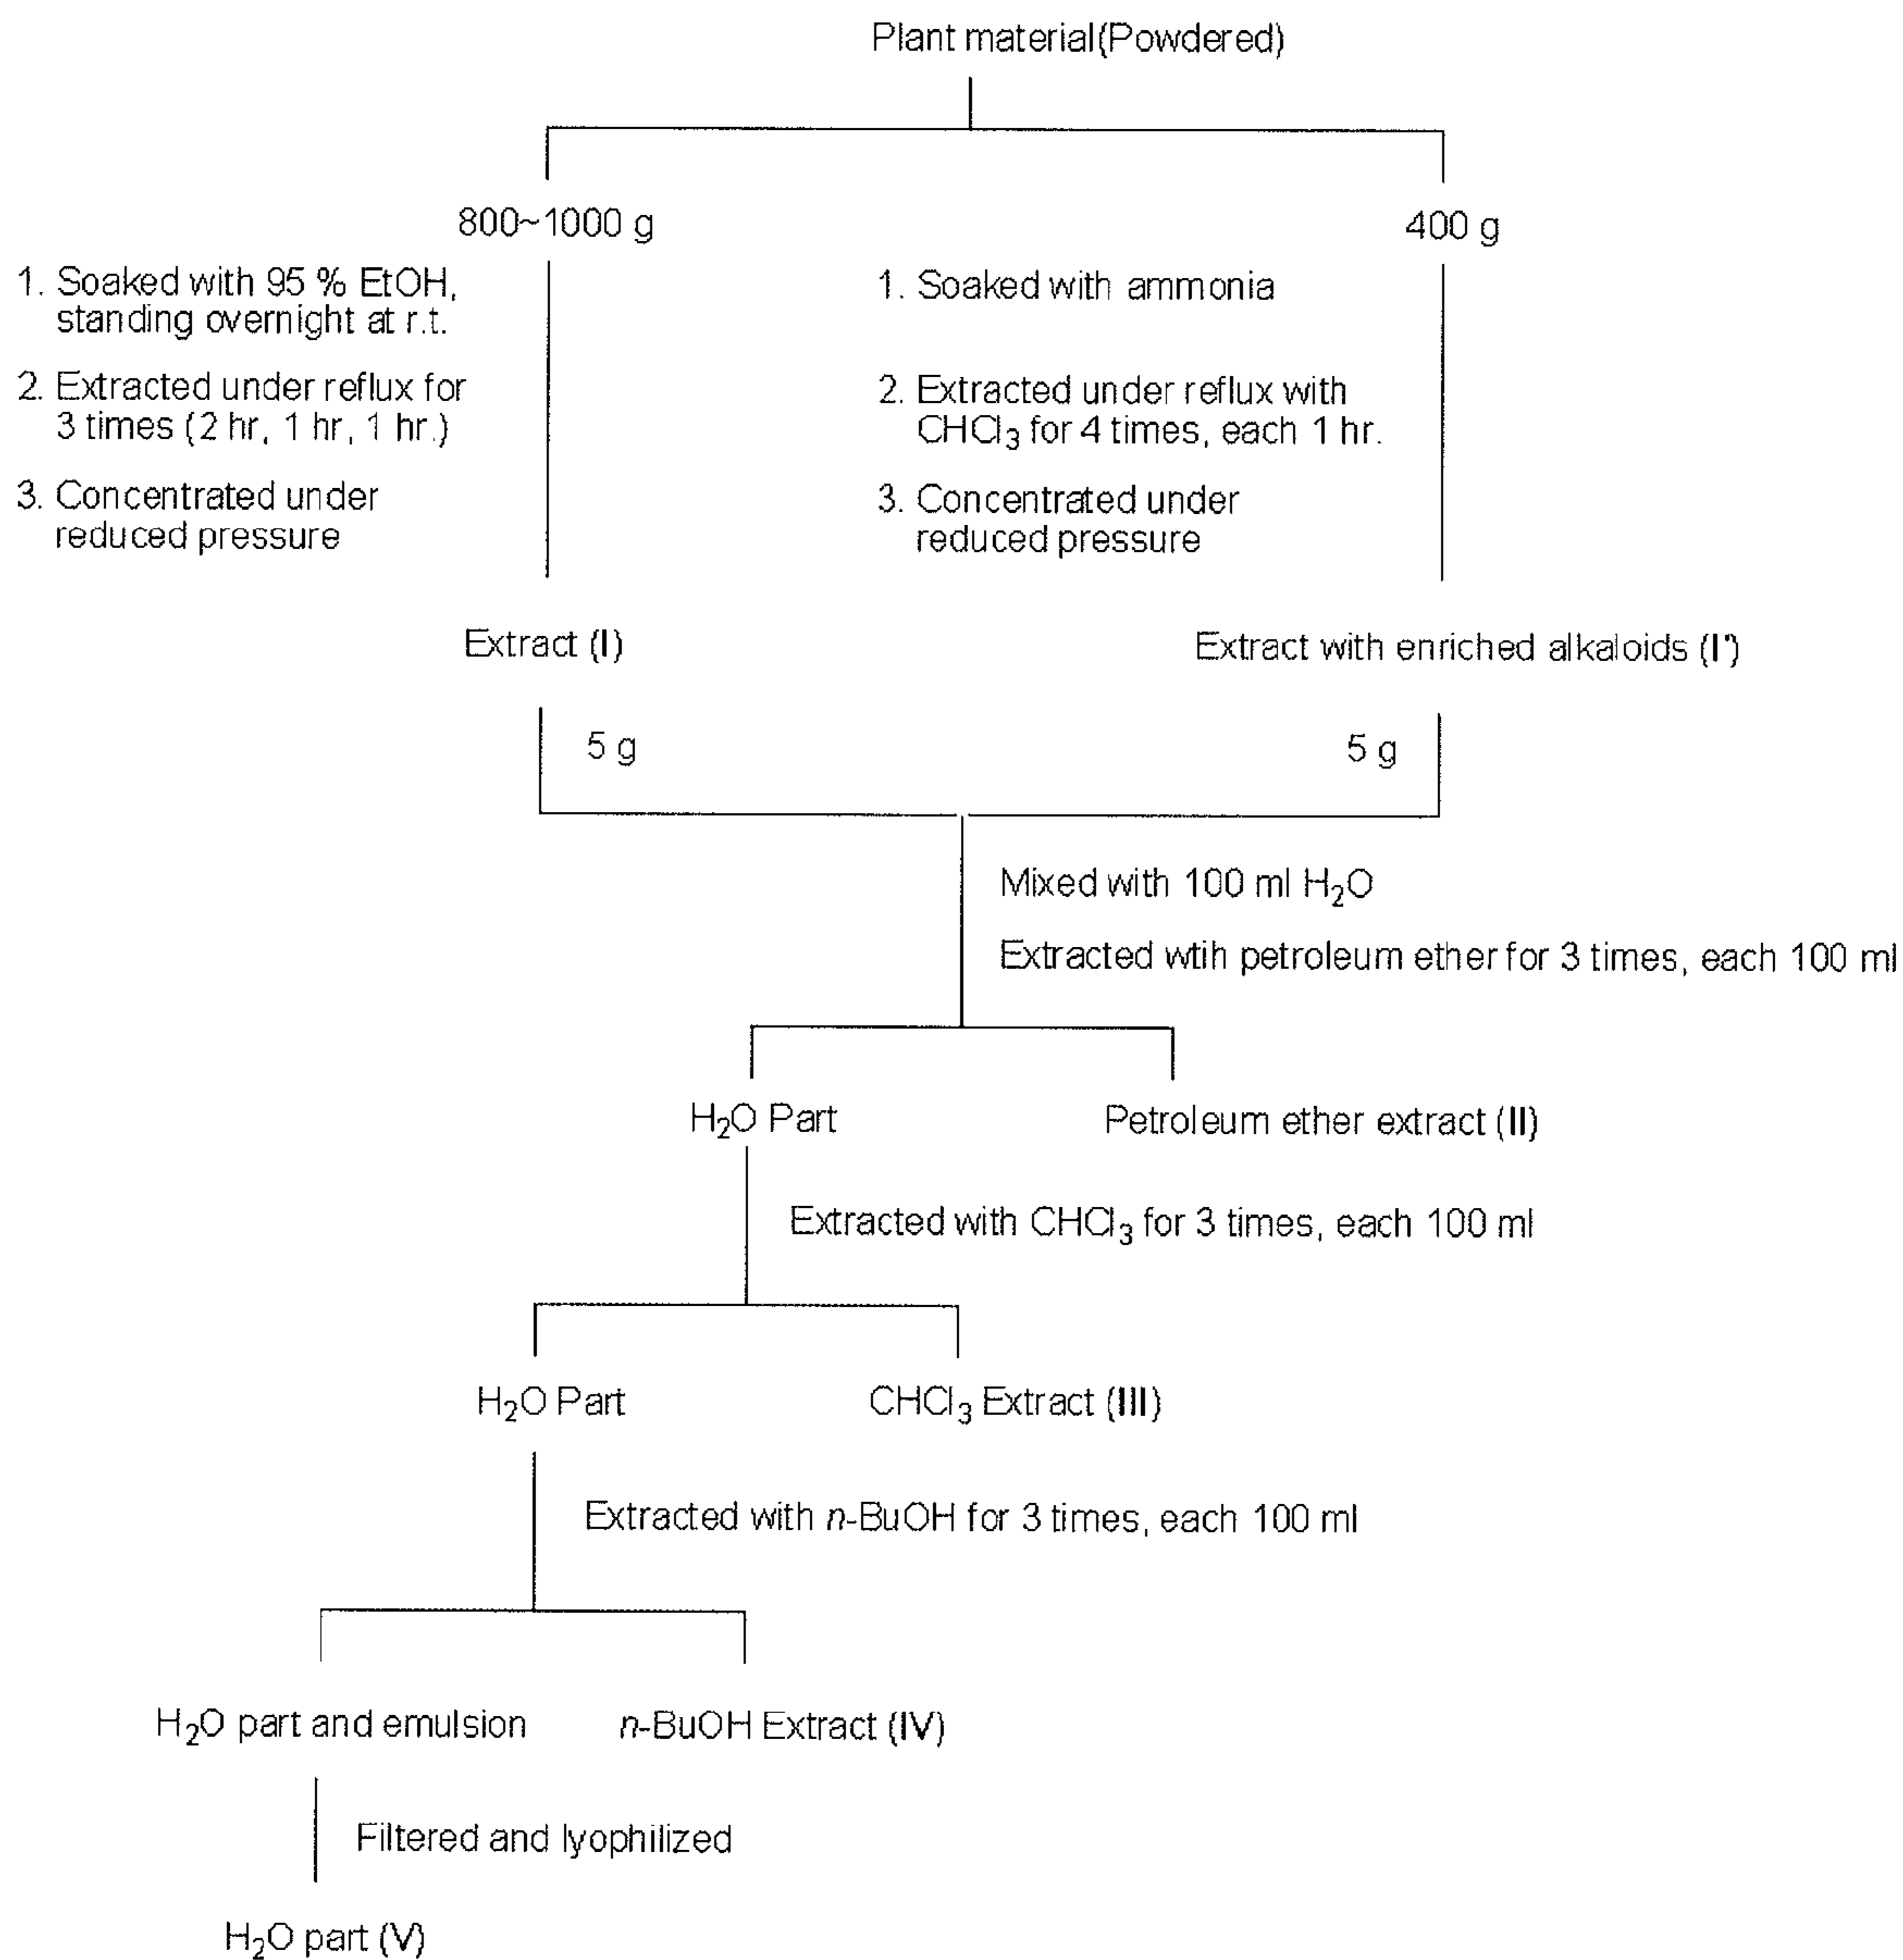 Plant material(Powdered)
800~1000 g
400 g
1. Soaked with 95 % EtOH,
standing overnight at r.t.
2. Extracted under reflux for
3 times (2 hr, 1 hr, 1 hr.)
3. Concentrated under
reduced pressure
1. Soaked with ammonia
2. Extracted under reflux with
CHCl₃ for 4 times, each 1 hr.
3. Concentrated under
reduced pressure
Extract (I)
Extract with enriched alkaloids (I')
5 g
5 g
Mixed with 100 ml H₂O
Extracted wtih petroleum ether for 3 times, each 100 ml
H₂O Part
Petroleum ether extract (II)
Extracted with CHCl₃ for 3 times, each 100 ml
H₂O Part
CHCl₃ Extract (III)
Extracted with n-BuOH for 3 times, each 100 ml
H₂O part and emulsion
n-BuOH Extract (IV)
Filtered and lyophilized
H₂O part (V)